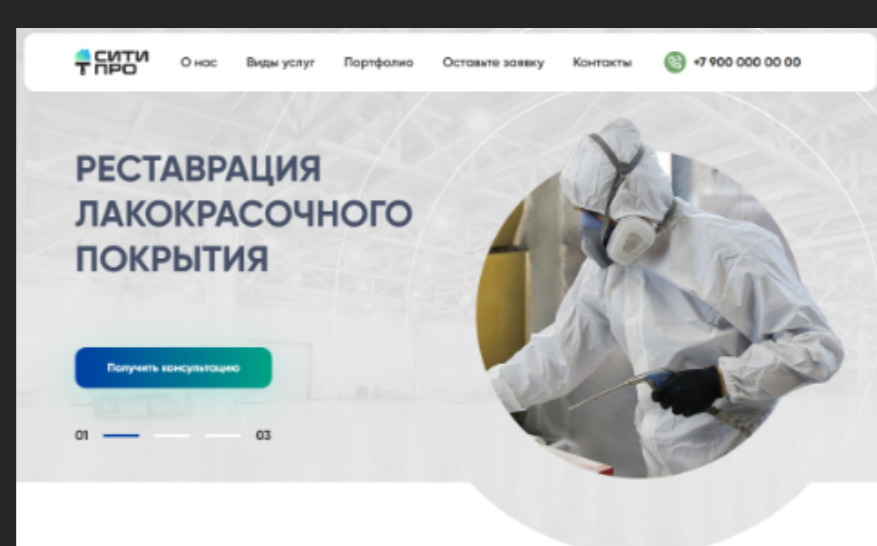 СИТИ
ПРО
О нас
Виды услуг
Портфолио
Оставьте заявку
Контакты
+7 900 000 00 00
РЕСТАВРАЦИЯ
ЛАКОКРАСОЧНОГО
ПОКРЫТИЯ
Получить консультацию
01
03